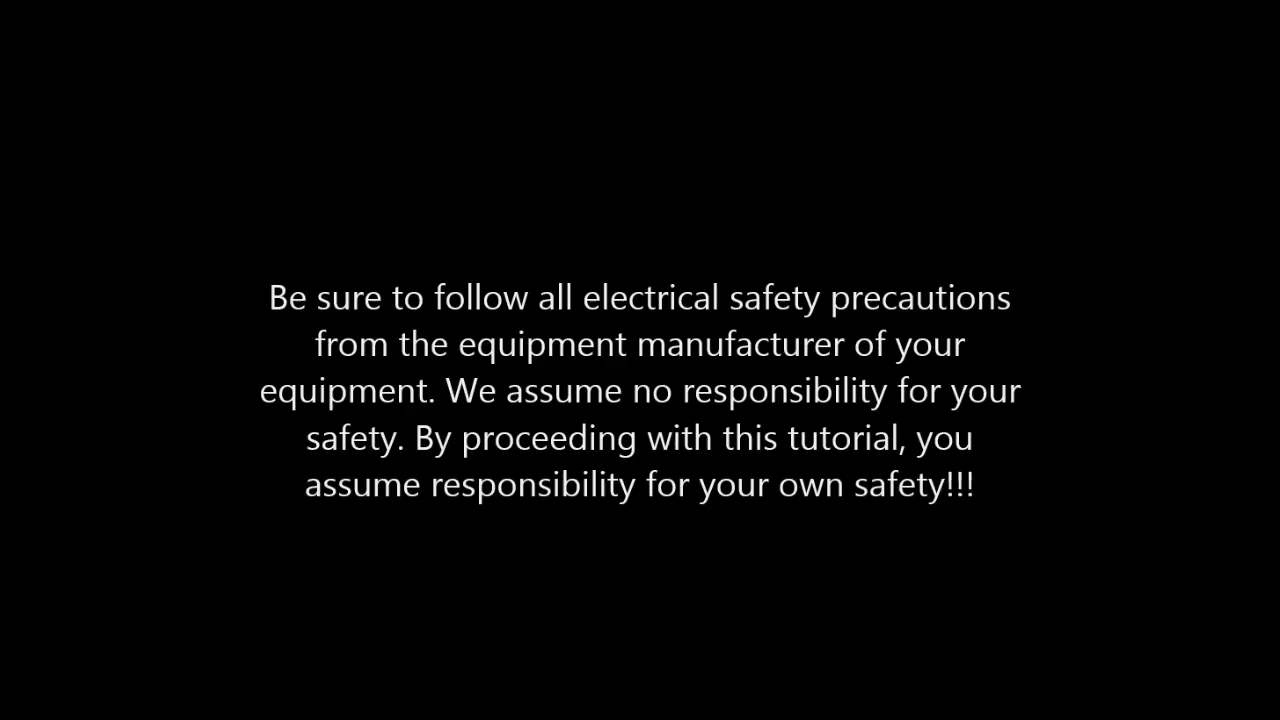 Be sure to follow all electrical safety precautions
from the equipment manufacturer of your
equipment. We assume no responsibility for your
safety. By proceeding with this tutorial, you
assume responsibility for your own safety!!!